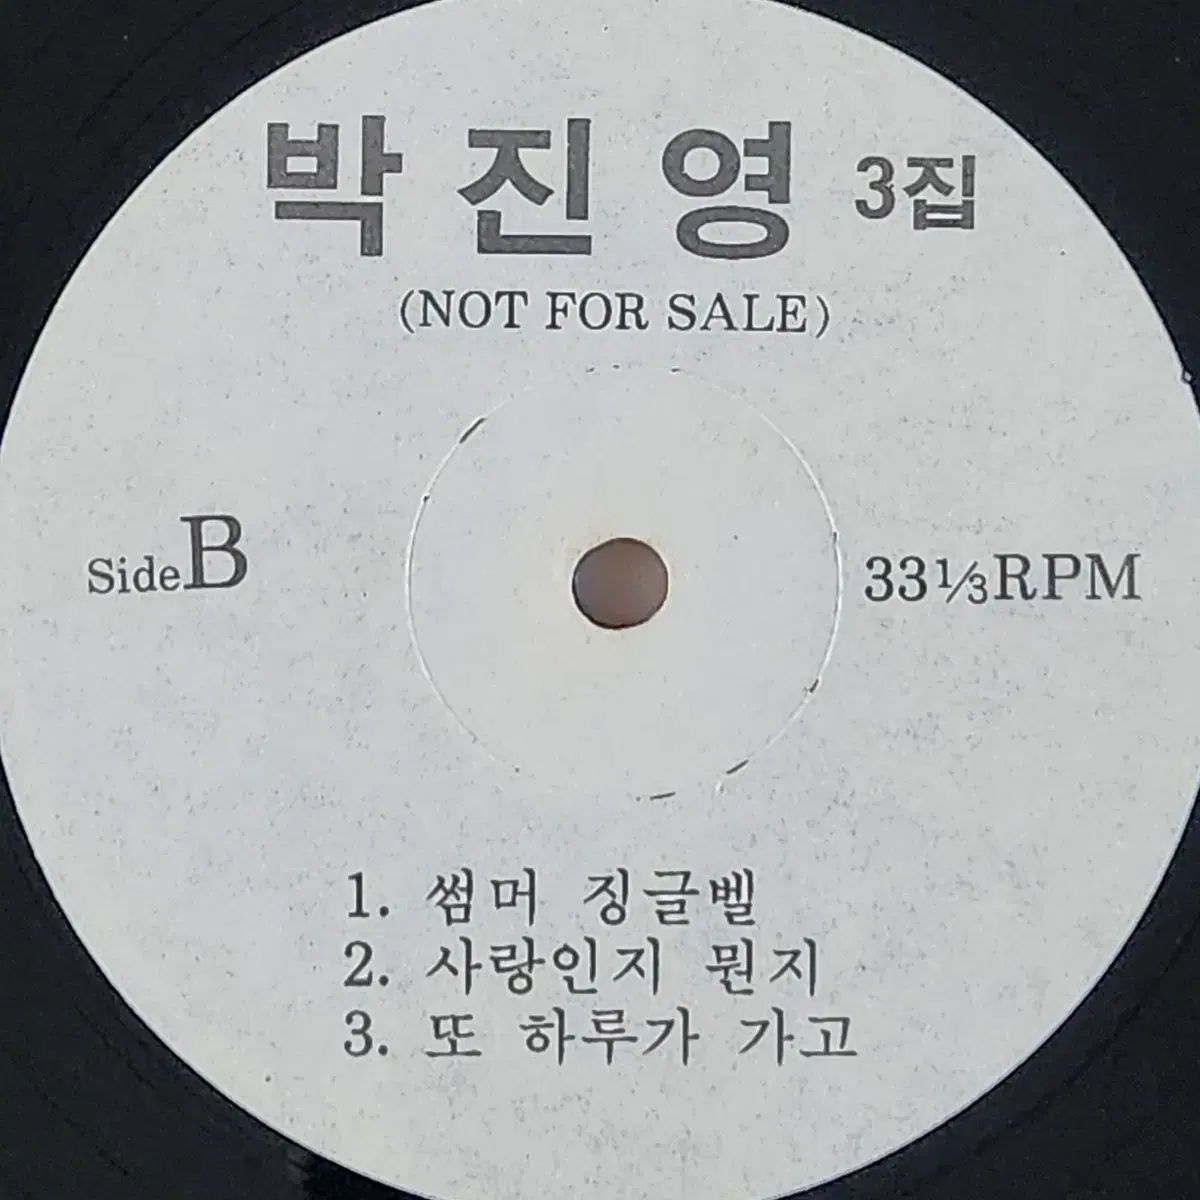 박진영 3집
(NOT FOR SALE)
Side B
33⅓RPM
1. 썸머 징글벨
2. 사랑인지 뭔지
3. 또 하루가 가고